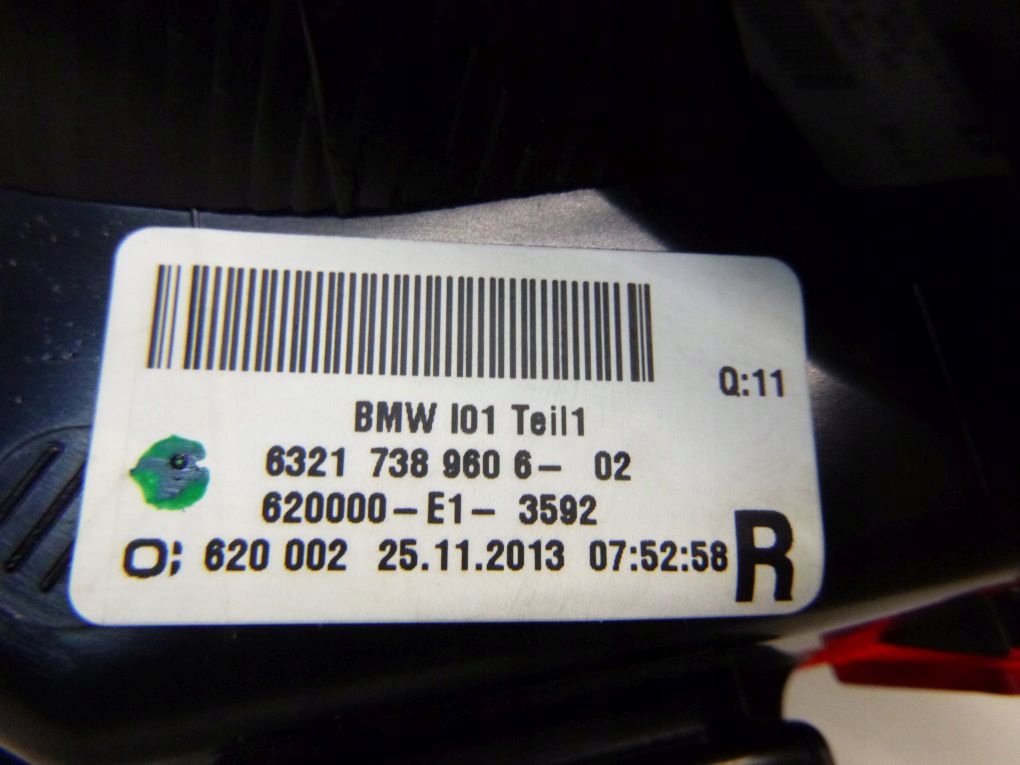 Q:11
BMW I01 Teil1
6321 738 960 6- 02
620000-E1- 3592
O; 620 002 25.11.2013 07:52:58 R